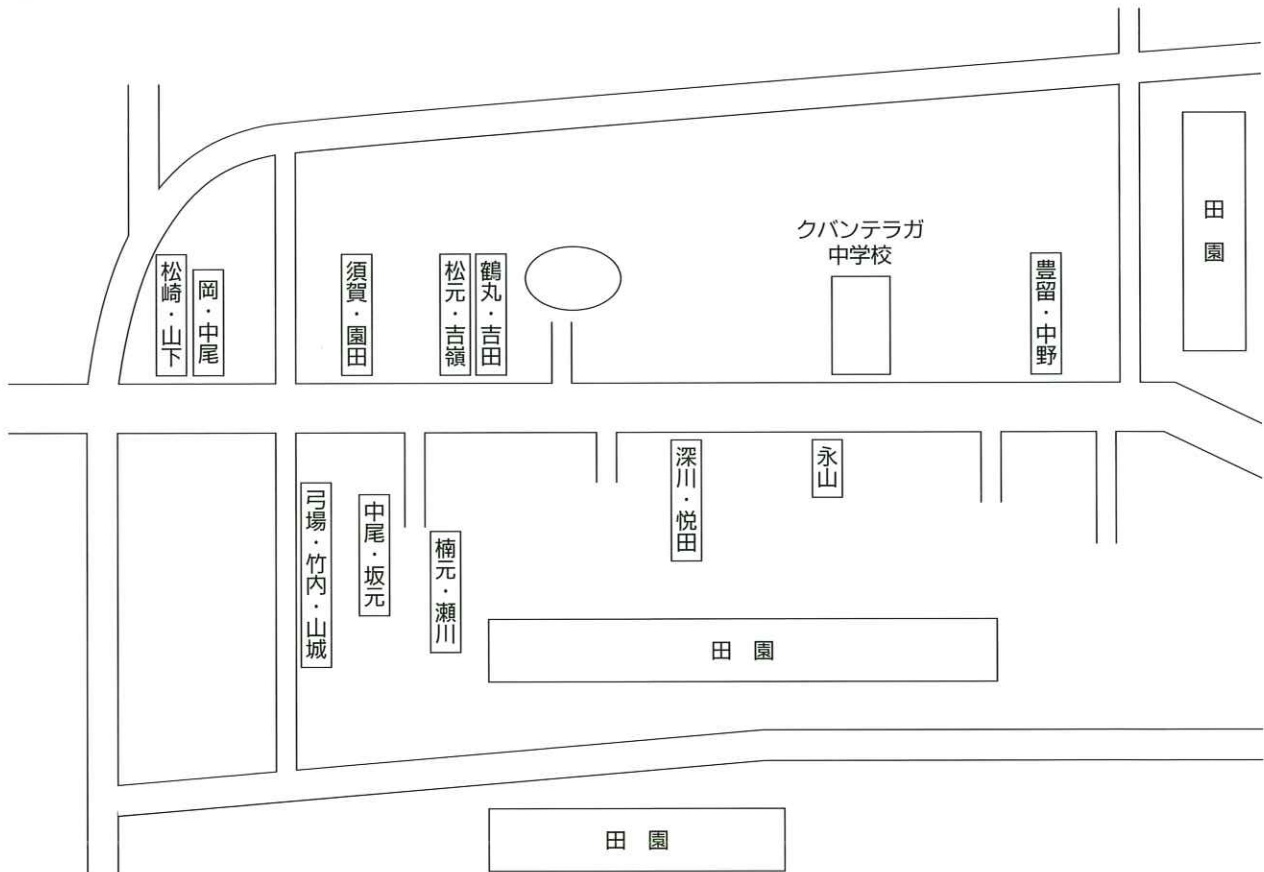 クバンテラガ
中学校
田園
松崎・山下
岡・中尾
須賀・園田
松元・吉嶺
鶴丸・吉田
豊留・中野
弓場・竹内・山城
中尾・坂元
楠元・瀬川
深川・悦田
永山
田園
田園